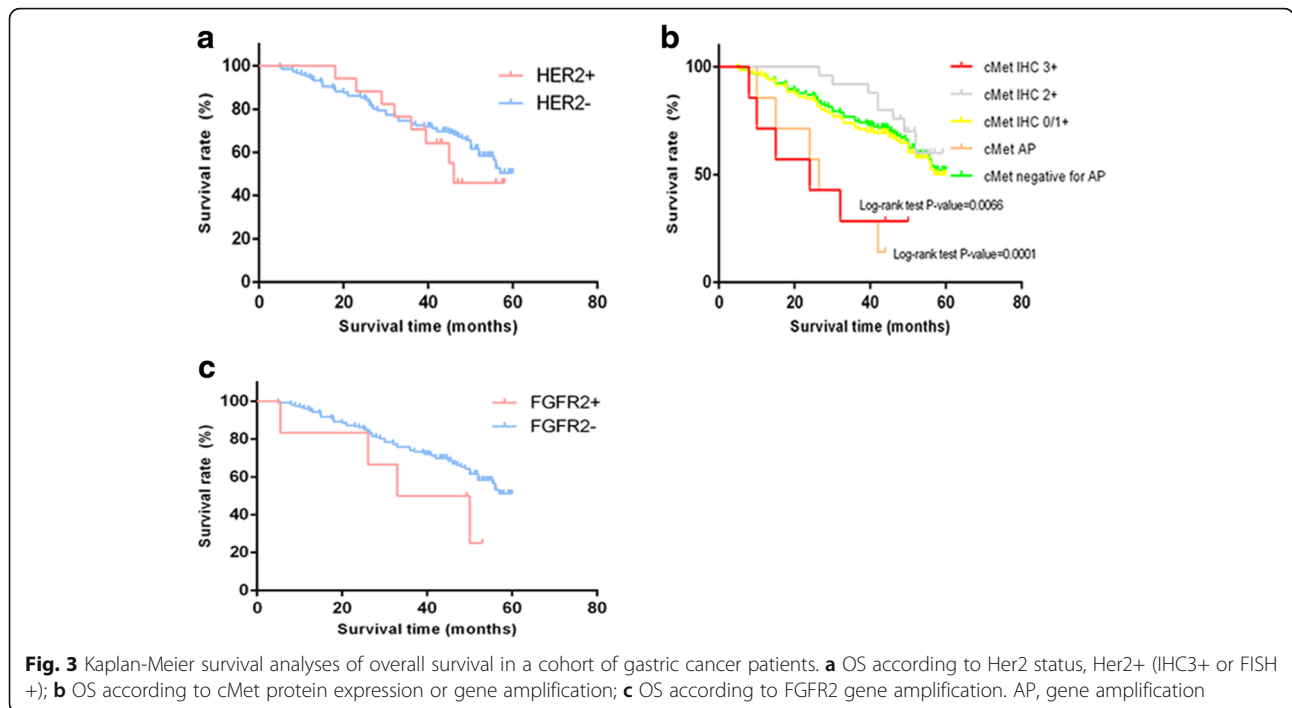 a
HER2+
HER2-
Survival rate (%)
100
80
60
40
20
0
0 20 40 60 80
Survival time (months)
b
cMet IHC 3+
cMet IHC 2+
cMet IHC 0/1+
cMet AP
cMet negative for AP
Survival rate (%)
100
50
0
Log-rank test P-value=0.0066
Log-rank test P-value=0.0001
0 20 40 60 80
Survival time (months)
c
FGFR2+
FGFR2-
Survival rate (%)
100
80
60
40
20
0
0 20 40 60 80
Survival time (months)
Fig. 3 Kaplan-Meier survival analyses of overall survival in a cohort of gastric cancer patients. a OS according to Her2 status, Her2+ (IHC3+ or FISH
+); b OS according to cMet protein expression or gene amplification; c OS according to FGFR2 gene amplification. AP, gene amplification